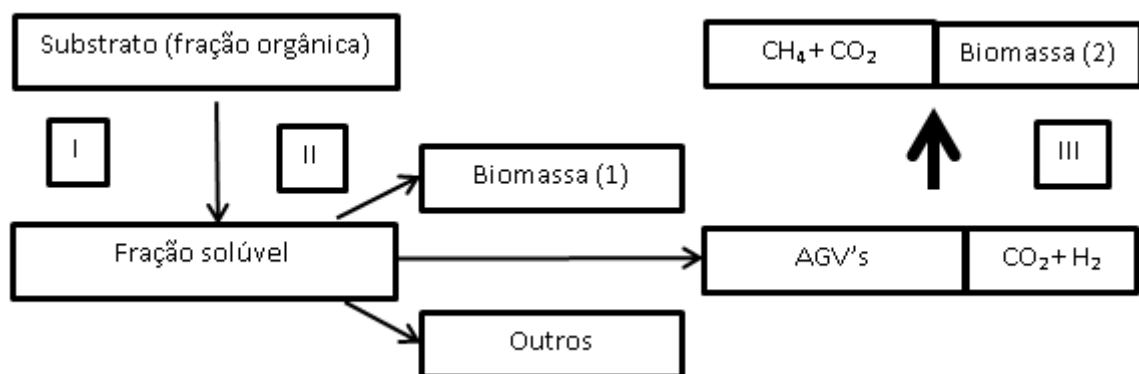 Substrato (fração orgânica)
CH₄+ CO₂
Biomassa (2)
I
II
III
Biomassa (1)
Fração solúvel
AGV's
CO₂+ H₂
Outros